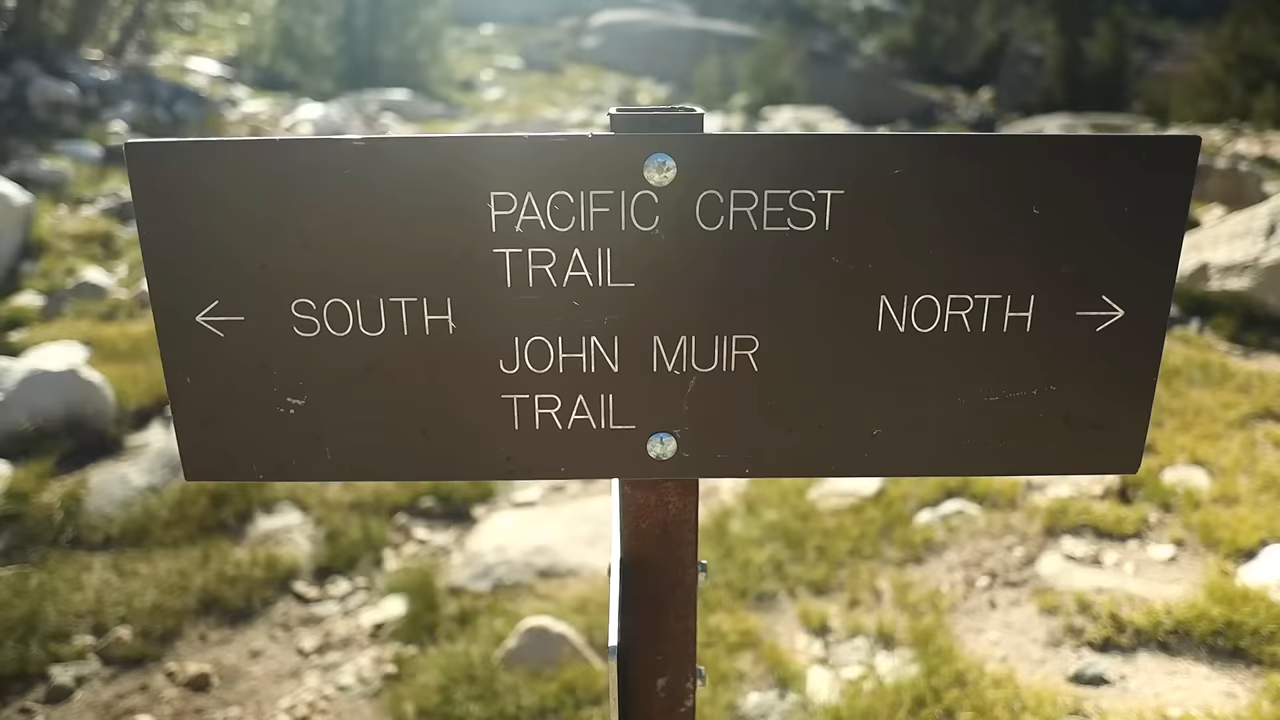 PACIFIC CREST
TRAIL
← SOUTH
NORTH →
JOHN MUIR
TRAIL